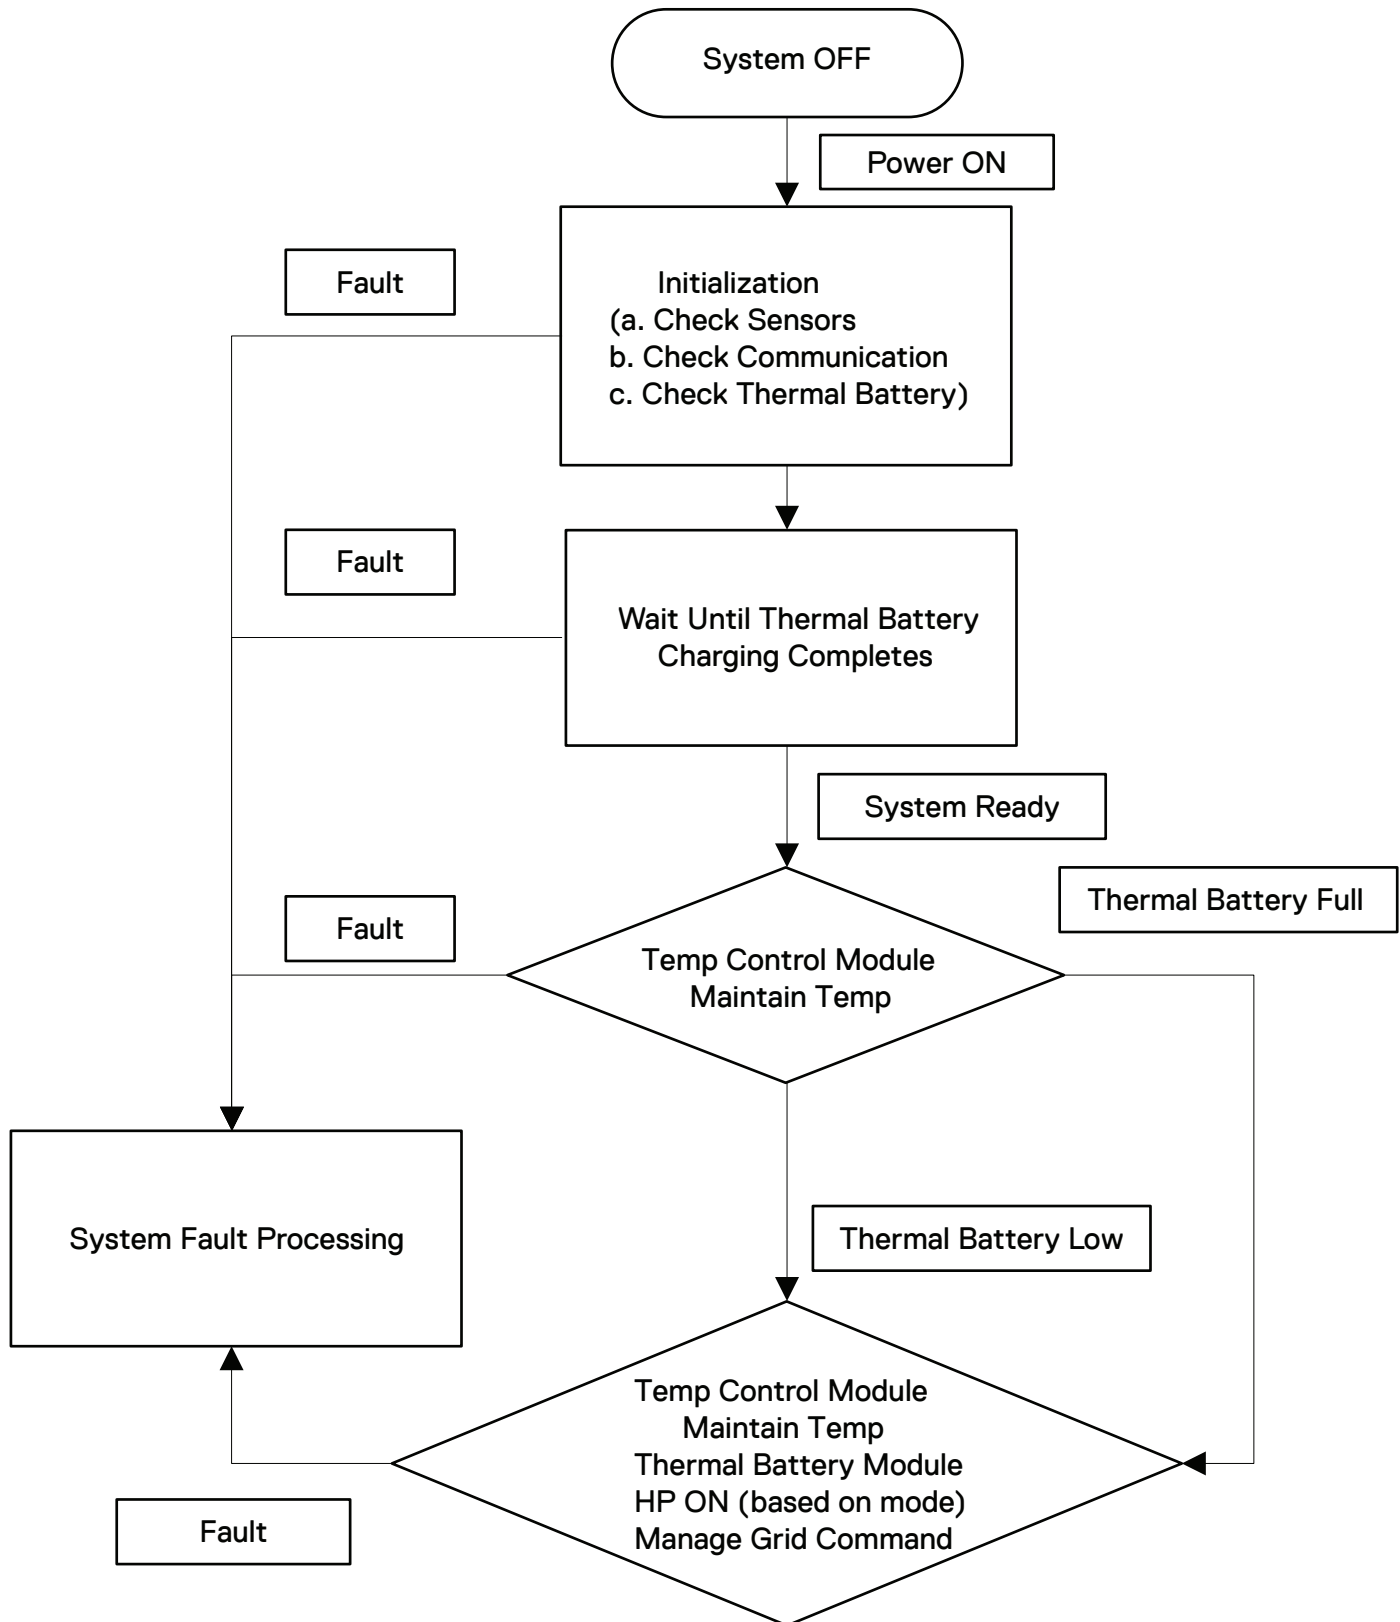 System OFF
Power ON
Fault
Initialization
(a. Check Sensors
b. Check Communication
c. Check Thermal Battery)
Fault
Wait Until Thermal Battery
Charging Completes
System Ready
Thermal Battery Full
Fault
Temp Control Module
Maintain Temp
System Fault Processing
Thermal Battery Low
Temp Control Module
Maintain Temp
Thermal Battery Module
HP ON (based on mode)
Manage Grid Command
Fault